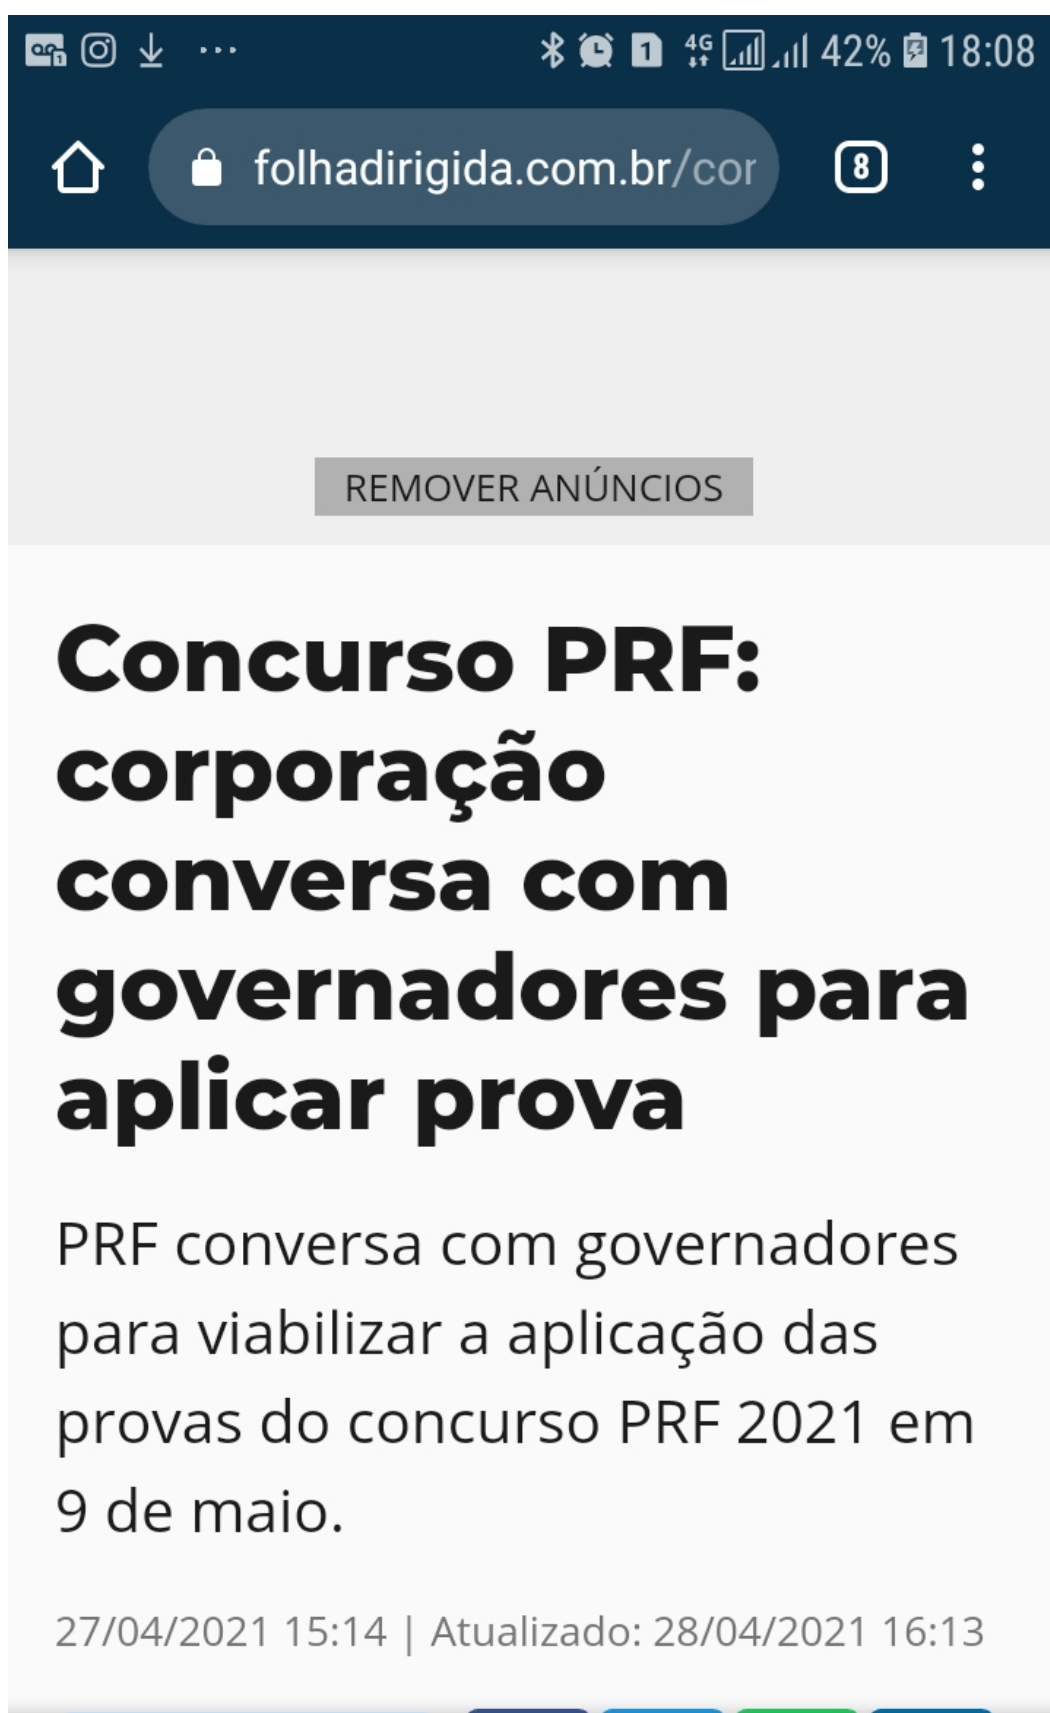 42% 18:08
folhadirigida.com.br/cor
8
REMOVER ANÚNCIOS
Concurso PRF:
corporação
conversa com
governadores para
aplicar prova
PRF conversa com governadores
para viabilizar a aplicação das
provas do concurso PRF 2021 em
9 de maio.
27/04/2021 15:14 | Atualizado: 28/04/2021 16:13